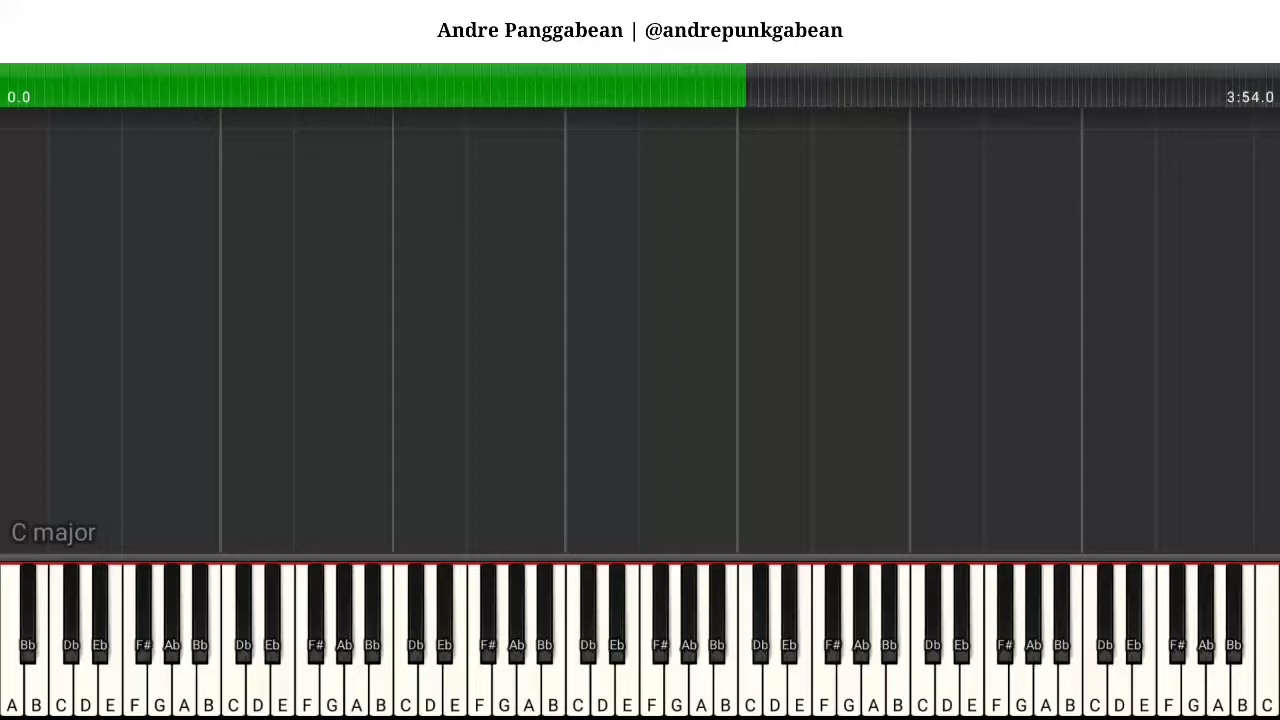 Andre Panggabean | @andrepunkgabean
0.0 3:54.0
C major
Bb Db Eb F# Ab Bb Db Eb F# Ab Bb Db Eb F# Ab Bb Db Eb F# Ab Bb Db Eb F# Ab Bb Db Eb F# Ab Bb Db Eb F# Ab Bb
A B C D E F G A B C D E F G A B C D E F G A B C D E F G A B C D E F G A B C D E F G A B C D E F G A B C